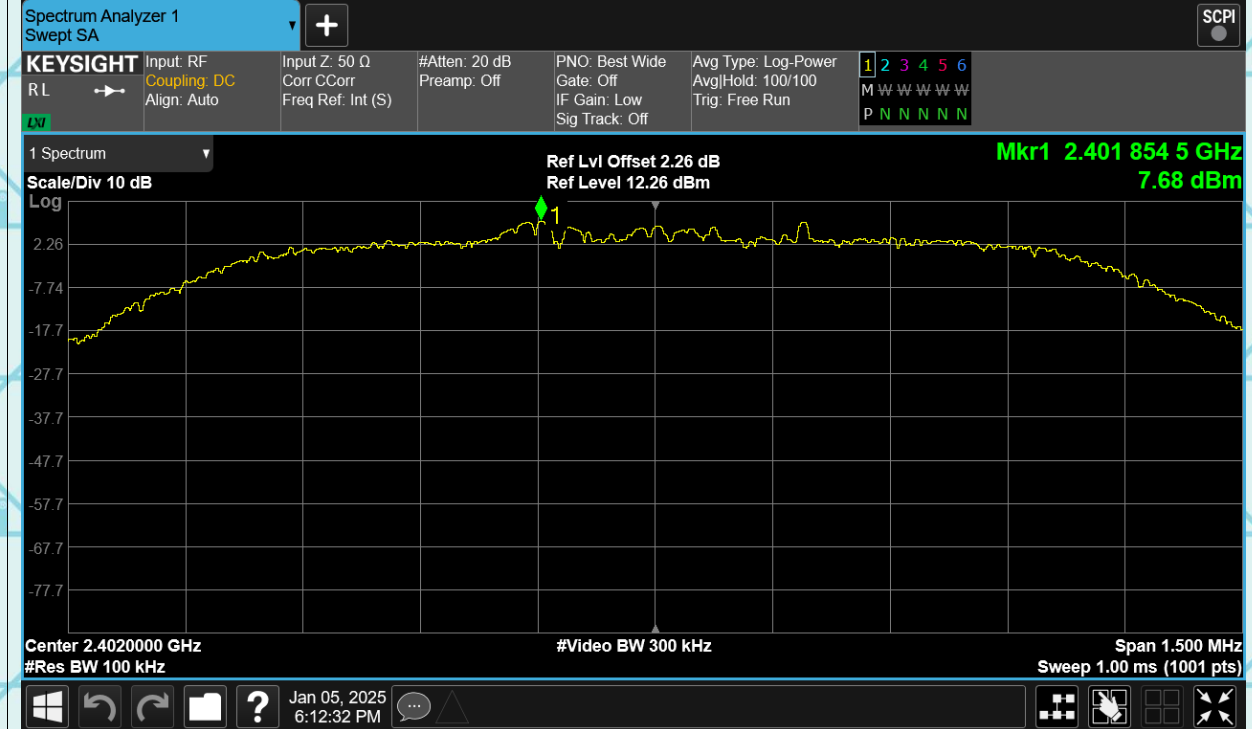 Spectrum Analyzer 1
Swept SA
SCPI
KEYSIGHT
R L
LXI
Input: RF
Coupling: DC
Align: Auto
Input Z: 50 Ω
Corr CCorr
Freq Ref: Int (S)
#Atten: 20 dB
Preamp: Off
PNO: Best Wide
Gate: Off
IF Gain: Low
Sig Track: Off
Avg Type: Log-Power
Avg|Hold: 100/100
Trig: Free Run
1 2 3 4 5 6
M W W W W W
P N N N N N
1 Spectrum
Scale/Div 10 dB
Log
Ref Lvl Offset 2.26 dB
Ref Level 12.26 dBm
Mkr1 2.401 854 5 GHz
7.68 dBm
1
2.26
-7.74
-17.7
-27.7
-37.7
-47.7
-57.7
-67.7
-77.7
Center 2.4020000 GHz
#Res BW 100 kHz
#Video BW 300 kHz
Span 1.500 MHz
Sweep 1.00 ms (1001 pts)
?
Jan 05, 2025
6:12:32 PM